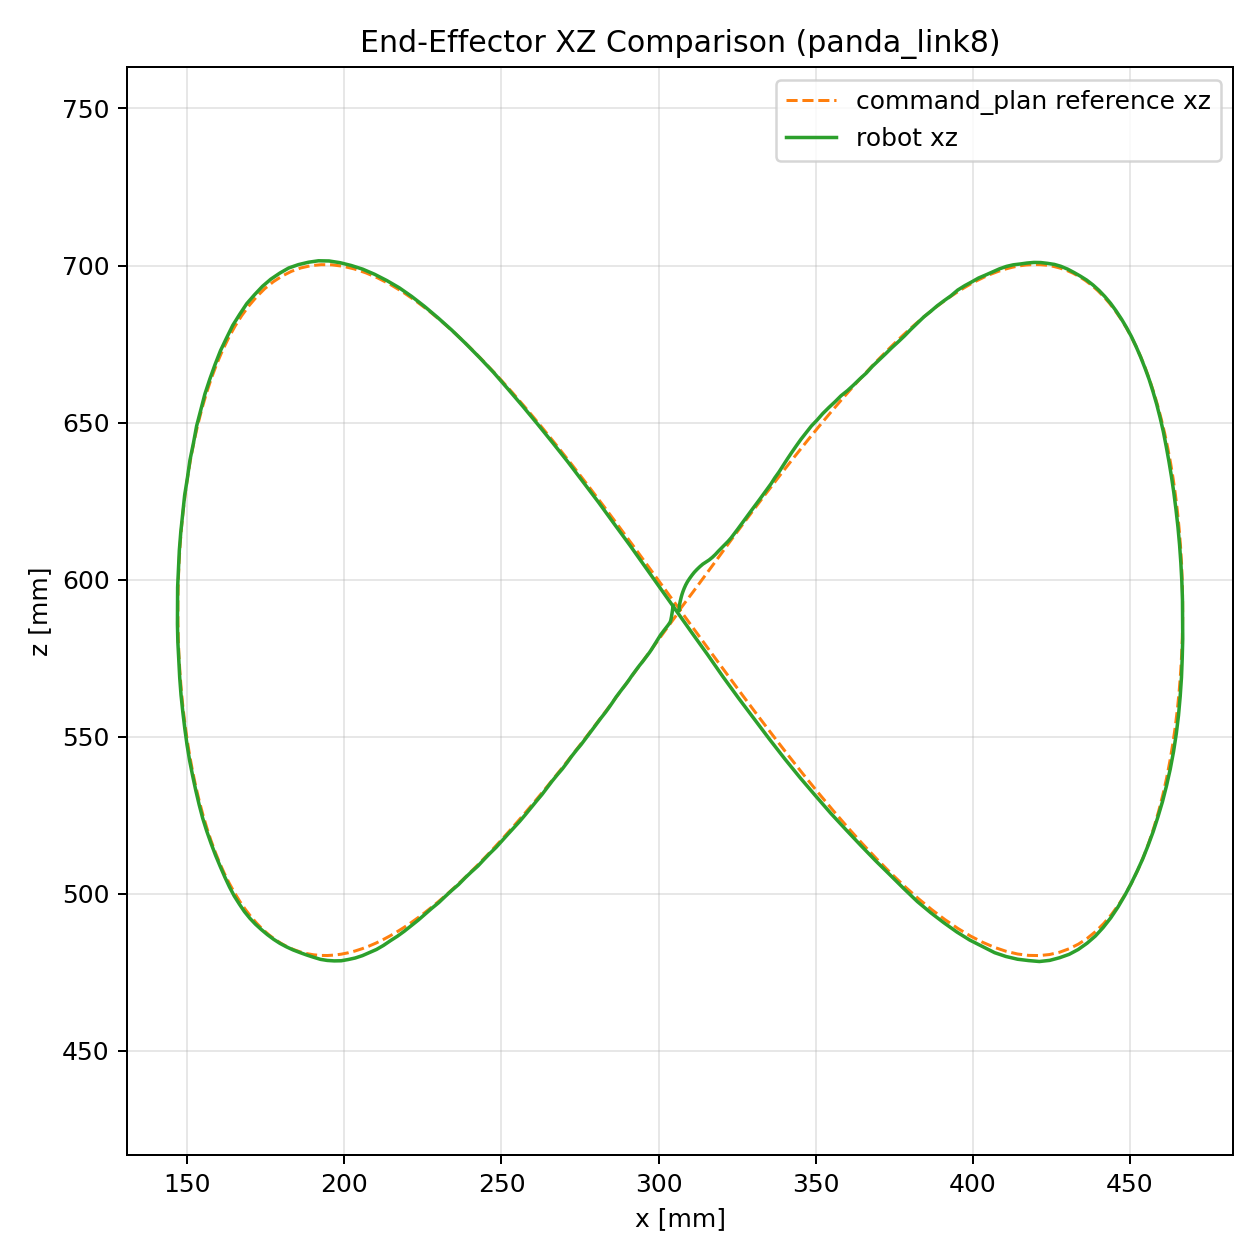 End-Effector XZ Comparison (panda_link8)
command_plan reference xz
robot xz
750
700
650
600
550
500
450
z [mm]
150
200
250
300
350
400
450
x [mm]